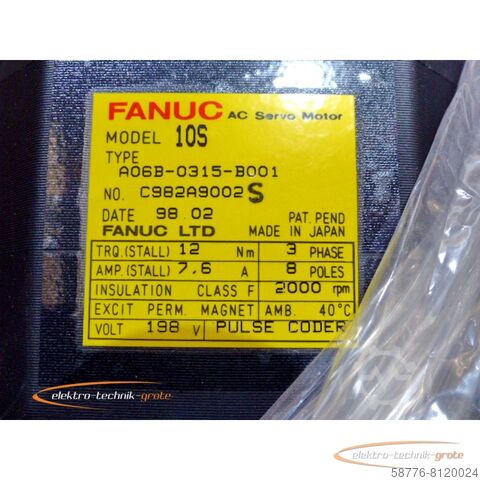 FANUC AC Servo Motor
MODEL 10S
TYPE
A06B-0315-B001
NO. C982A9002 S
DATE 98.02 PAT. PEND
FANUC LTD MADE IN JAPAN
TRQ.(STALL) 12 Nm 3 PHASE
AMP.(STALL) 7.6 A 8 POLES
INSULATION CLASS F 2000 rpm
EXCIT PERM. MAGNET AMB. 40°C
VOLT 198 V PULSE CODER
elektro-technik-grote
elektro-technik-grote
58776-8120024